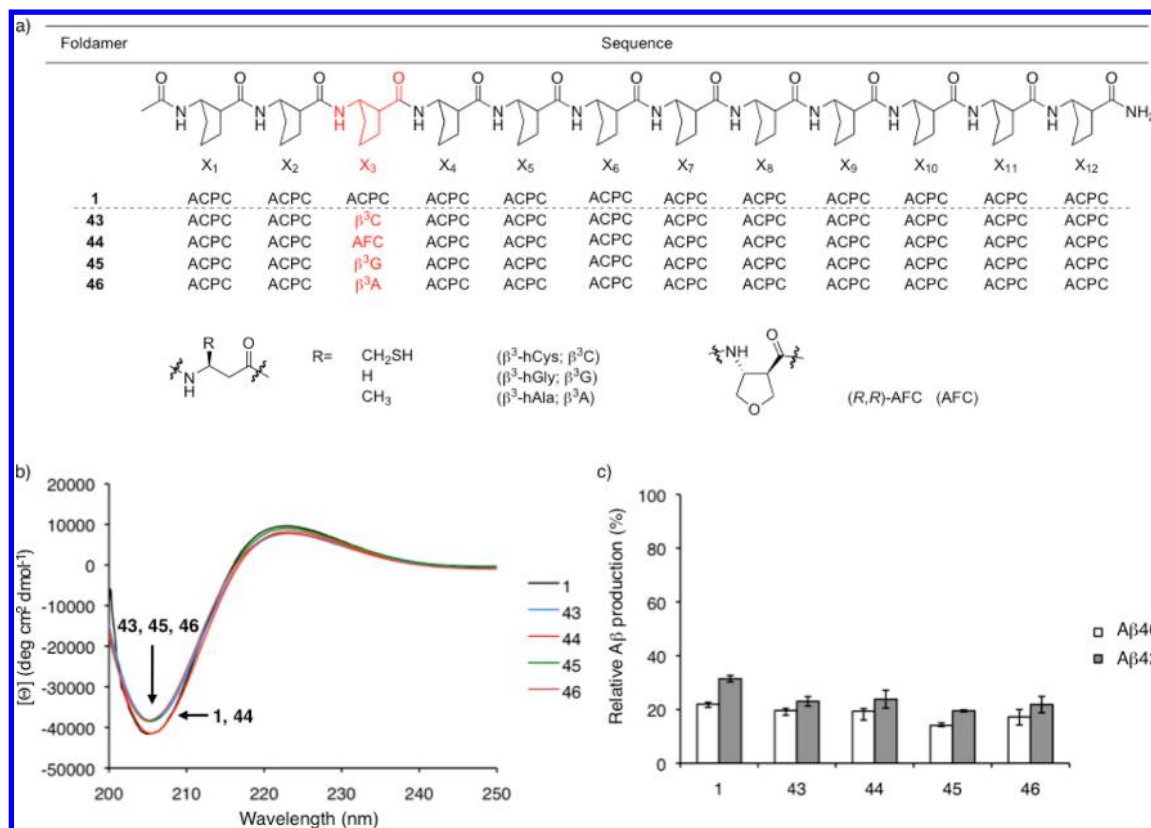 a)
Foldamer Sequence
O O O O O O O O O O O O
N H N H N H N H N H N H N H N H N H N H N H N H NH2
X1 X2 X3 X4 X5 X6 X7 X8 X9 X10 X11 X12
1 ACPC ACPC ACPC ACPC ACPC ACPC ACPC ACPC ACPC ACPC ACPC ACPC
43 ACPC ACPC β3C ACPC ACPC ACPC ACPC ACPC ACPC ACPC ACPC ACPC
44 ACPC ACPC AFC ACPC ACPC ACPC ACPC ACPC ACPC ACPC ACPC ACPC
45 ACPC ACPC β3G ACPC ACPC ACPC ACPC ACPC ACPC ACPC ACPC ACPC
46 ACPC ACPC β3A ACPC ACPC ACPC ACPC ACPC ACPC ACPC ACPC ACPC
R O N H
R= CH2SH (β3-hCys; β3C)
H (β3-hGly; β3G)
CH3 (β3-hAla; β3A)
NH O O
(R,R)-AFC (AFC)
b)
[Θ] (deg cm2 dmol-1)
20000
10000
0
-10000
-20000
-30000
-40000
-50000
43, 45, 46
1, 44
200 210 220 230 240 250
Wavelength (nm)
1
43
44
45
46
c)
Relative Aβ production (%)
100
80
60
40
20
0
1 43 44 45 46